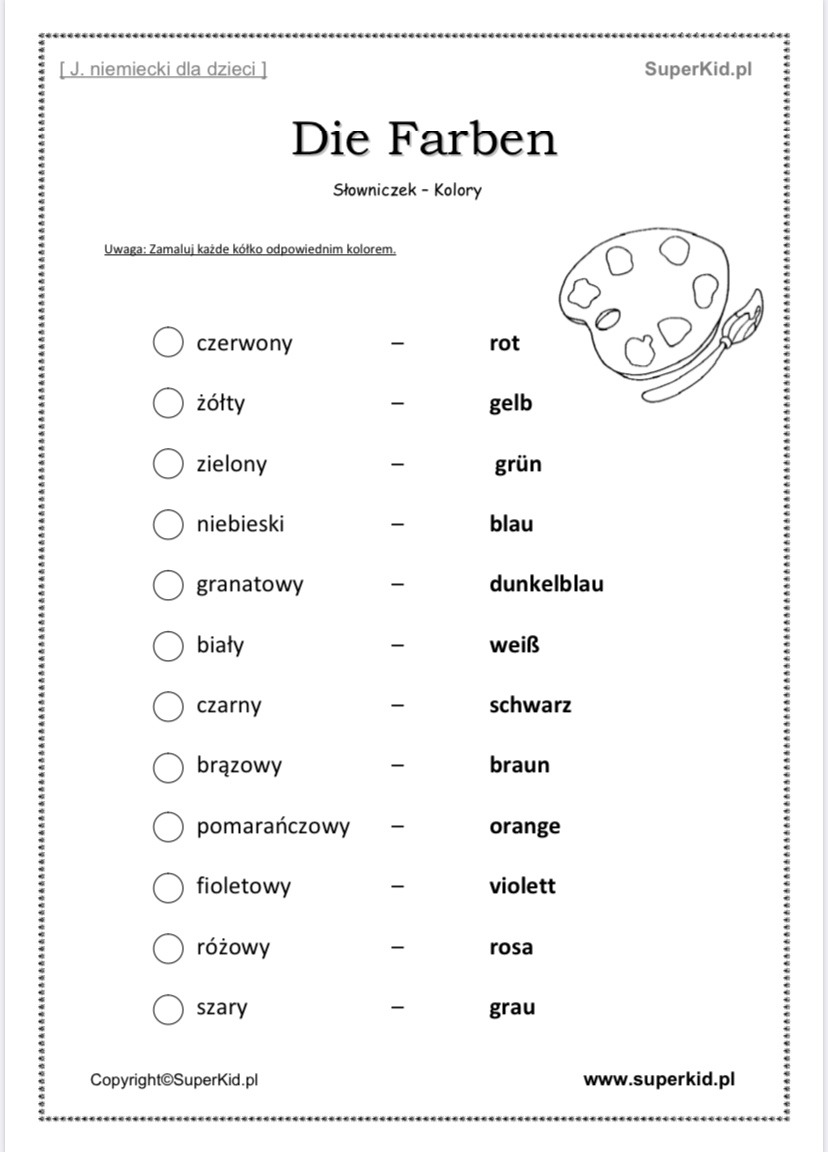 [ J. niemiecki dla dzieci ] SuperKid.pl
Die Farben
Słowniczek – Kolory
Uwaga: Zamaluj każde kółko odpowiednim kolorem.
czerwony – rot
żółty – gelb
zielony – grün
niebieski – blau
granatowy – dunkelblau
biały – weiß
czarny – schwarz
brązowy – braun
pomarańczowy – orange
fioletowy – violett
różowy – rosa
szary – grau
Copyright©SuperKid.pl www.superkid.pl